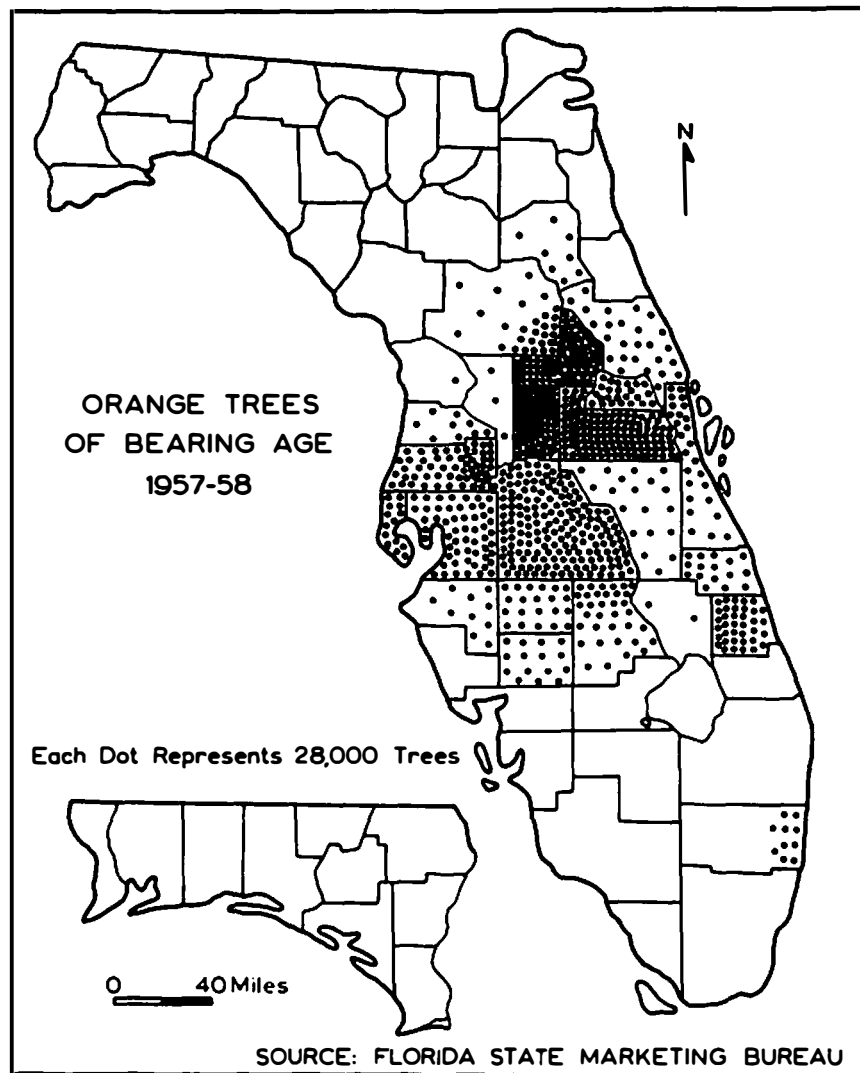 N
ORANGE TREES
OF BEARING AGE
1957-58
Each Dot Represents 28,000 Trees
0 40 Miles
SOURCE: FLORIDA STATE MARKETING BUREAU